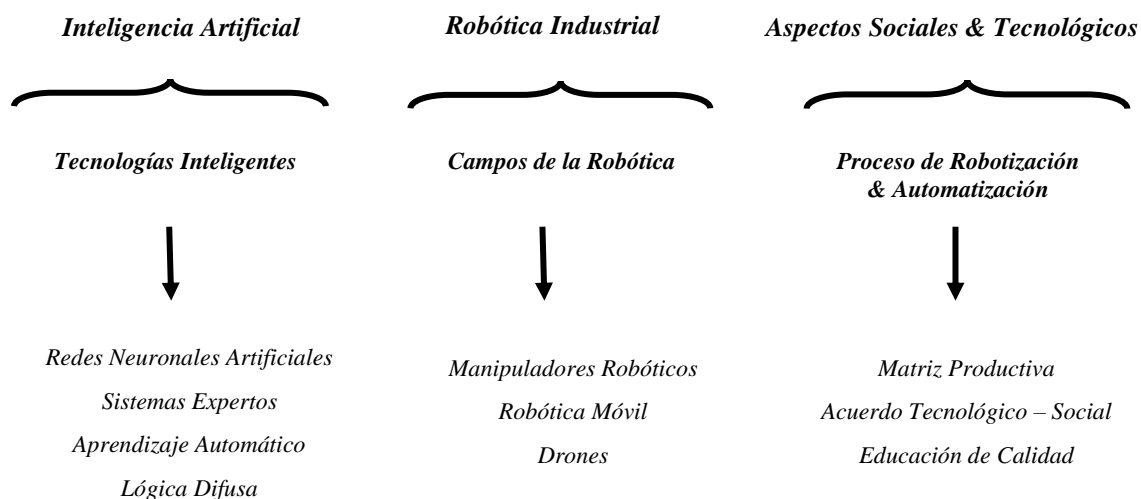 Inteligencia Artificial
Robótica Industrial
Aspectos Sociales & Tecnológicos
Tecnologías Inteligentes
Campos de la Robótica
Proceso de Robotización
& Automatización
Redes Neuronales Artificiales
Sistemas Expertos
Aprendizaje Automático
Lógica Difusa
Manipuladores Robóticos
Robótica Móvil
Drones
Matriz Productiva
Acuerdo Tecnológico – Social
Educación de Calidad